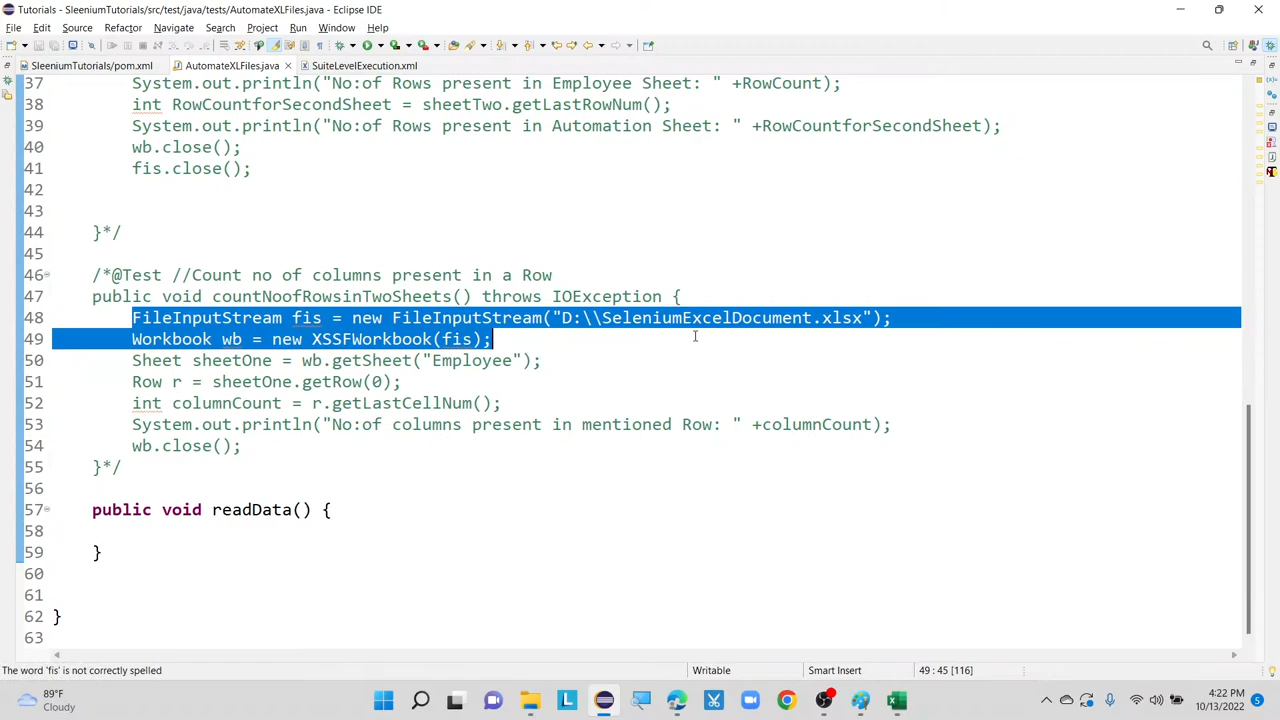 Tutorials - SleeniumTutorials/src/test/java/tests/AutomateXLFiles.java - Eclipse IDE
File Edit Source Refactor Navigate Search Project Run Window Help
SleeniumTutorials/pom.xml AutomateXLFiles.java SuiteLevelExecution.xml
37 System.out.println("No:of Rows present in Employee Sheet: " +RowCount);
38 int RowCountforSecondSheet = sheetTwo.getLastRowNum();
39 System.out.println("No:of Rows present in Automation Sheet: " +RowCountforSecondSheet);
40 wb.close();
41 fis.close();
42
43
44 }*/
45
46 /*@Test //Count no of columns present in a Row
47 public void countNoofRowsinTwoSheets() throws IOException {
48 FileInputStream fis = new FileInputStream("D:\\SeleniumExcelDocument.xlsx");
49 Workbook wb = new XSSFWorkbook(fis);
50 Sheet sheetOne = wb.getSheet("Employee");
51 Row r = sheetOne.getRow(0);
52 int columnCount = r.getLastCellNum();
53 System.out.println("No:of columns present in mentioned Row: " +columnCount);
54 wb.close();
55 }*/
56
57 public void readData() {
58
59 }
60
61
62 }
63
The word 'fis' is not correctly spelled Writable Smart Insert 49 : 45 [116]
89°F
Cloudy
4:22 PM
10/13/2022
5